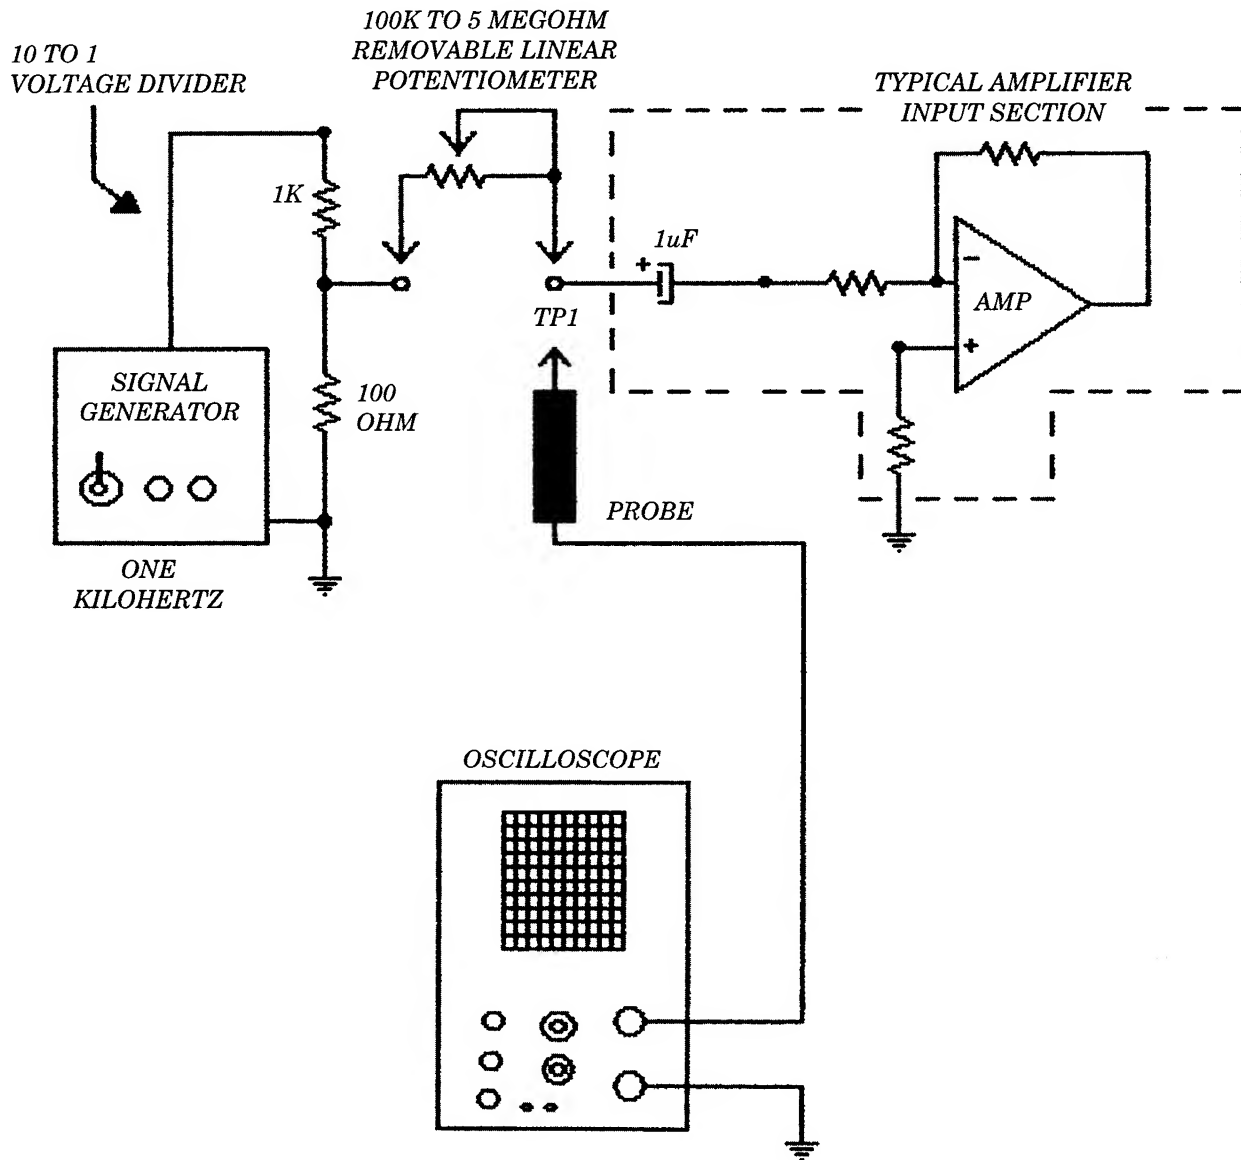 10 TO 1
VOLTAGE DIVIDER
100K TO 5 MEGOHM
REMOVABLE LINEAR
POTENTIOMETER
TYPICAL AMPLIFIER
INPUT SECTION
1K
+
1uF
TP1
−
AMP
+
SIGNAL
GENERATOR
100
OHM
PROBE
ONE
KILOHERTZ
OSCILLOSCOPE